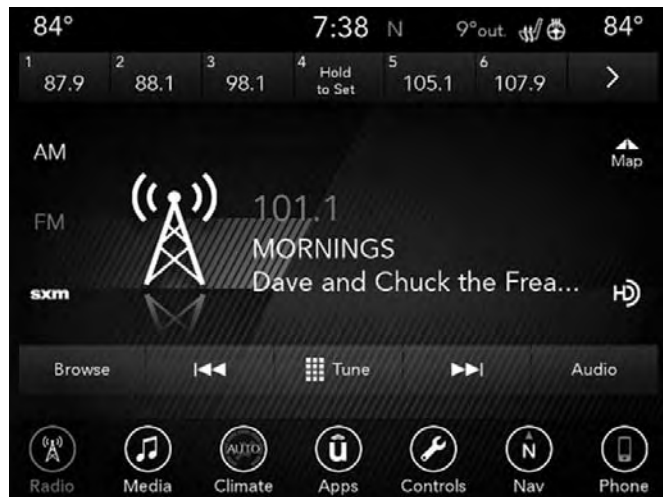 84° 7:38 N 9°out. 84°
1 2 3 4 5 6
87.9 88.1 98.1 Hold to Set 105.1 107.9
AM
Map
FM
101.1
MORNINGS
sxm
Dave and Chuck the Frea...
HD
Browse Tune Audio
AUTO û N
Radio Media Climate Apps Controls Nav Phone